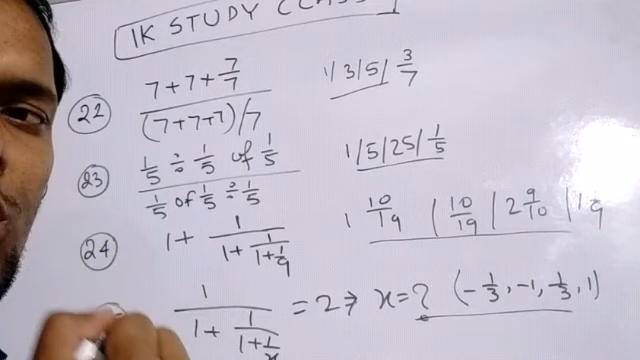 1K STUDY CLASS
22 (7+7+7/7)/((7+7+7)/7) 1/3/5/ 3/7
23 (1/5 ÷ 1/5 of 1/5)/(1/5 of 1/5 ÷ 1/5) 1/5/25/ 1/5
24 1+ 1/(1+ 1/(1+ 1/9)) 1 10/19 / 10/19 / 2 9/10 /
1/(1+ 1/(1+ 1/x)) = 2 ⇒ x=? (-1/3, -1, 1/3, 1)